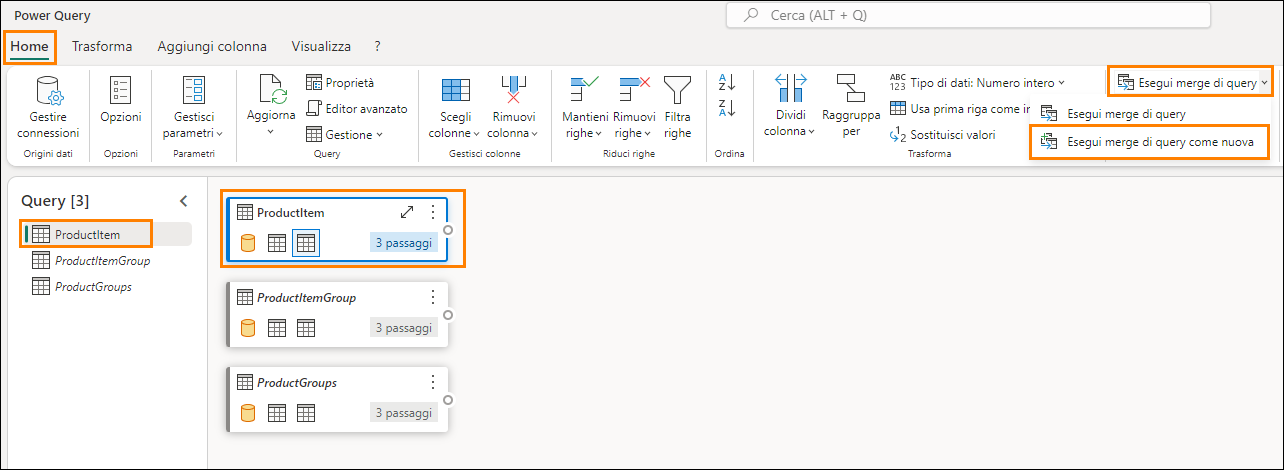 Power Query
Cerca (ALT + Q)
Home Trasforma Aggiungi colonna Visualizza ?
Gestire connessioni
Origini dati
Opzioni
Opzioni
Gestisci parametri
Parametri
Aggiorna
Proprietà
Editor avanzato
Gestione
Query
Scegli colonne
Rimuovi colonna
Gestisci colonne
Mantieni righe
Rimuovi righe
Filtra righe
Riduci righe
A Z
Z A
Ordina
Dividi colonna
Raggruppa per
ABC 123 Tipo di dati: Numero intero
Usa prima riga come in
1 2 Sostituisci valori
Trasforma
Esegui merge di query
Esegui merge di query
Esegui merge di query come nuova
Query [3]
ProductItem
ProductItemGroup
ProductGroups
ProductItem
3 passaggi
ProductItemGroup
3 passaggi
ProductGroups
3 passaggi